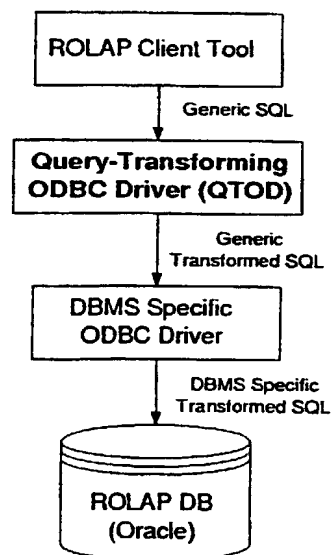 ROLAP Client Tool
Generic SQL
Query-Transforming
ODBC Driver (QTOD)
Generic
Transformed SQL
DBMS Specific
ODBC Driver
DBMS Specific
Transformed SQL
ROLAP DB
(Oracle)